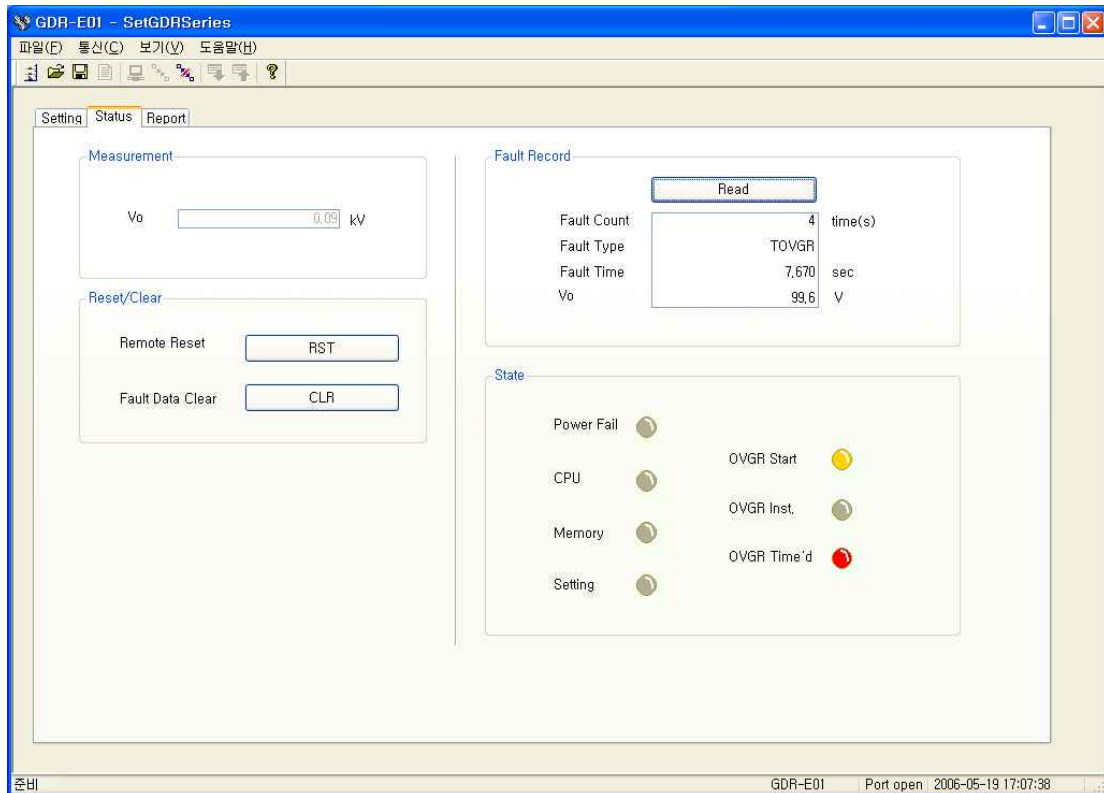 GDR-E01 - SetGDRSeries
파일(F) 통신(C) 보기(V) 도움말(H)
Setting Status Report
Measurement
Vo 0.09 kV
Reset/Clear
Remote Reset RST
Fault Data Clear CLR
Fault Record
Read
Fault Count 4 time(s)
Fault Type TOVGR
Fault Time 7.670 sec
Vo 99.6 V
State
Power Fail
CPU
Memory
Setting
OVGR Start
OVGR Inst.
OVGR Time'd
준비 GDR-E01 Port open 2006-05-19 17:07:38